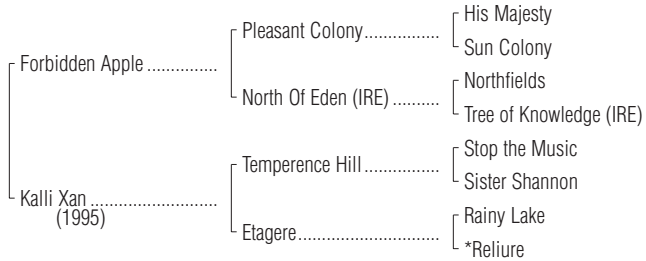 His Majesty
Pleasant Colony................
Sun Colony
Forbidden Apple ...............
Northfields
North Of Eden (IRE) ..........
Tree of Knowledge (IRE)
Stop the Music
Temperence Hill................
Sister Shannon
Kalli Xan ...........................
(1995)
Rainy Lake
Etagere..............................
*Reliure